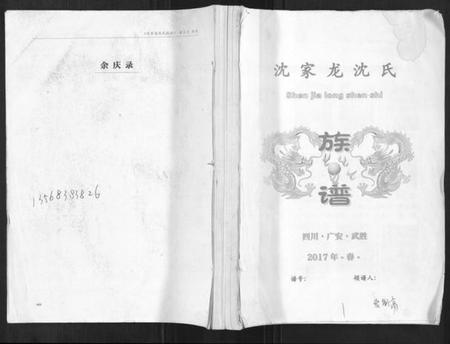 余庆录
13568383826
沈家龙沈氏
Shen jia long shen shi
族
谱
四川·广安·武胜
2017年·春·
谱号:
领谱人: